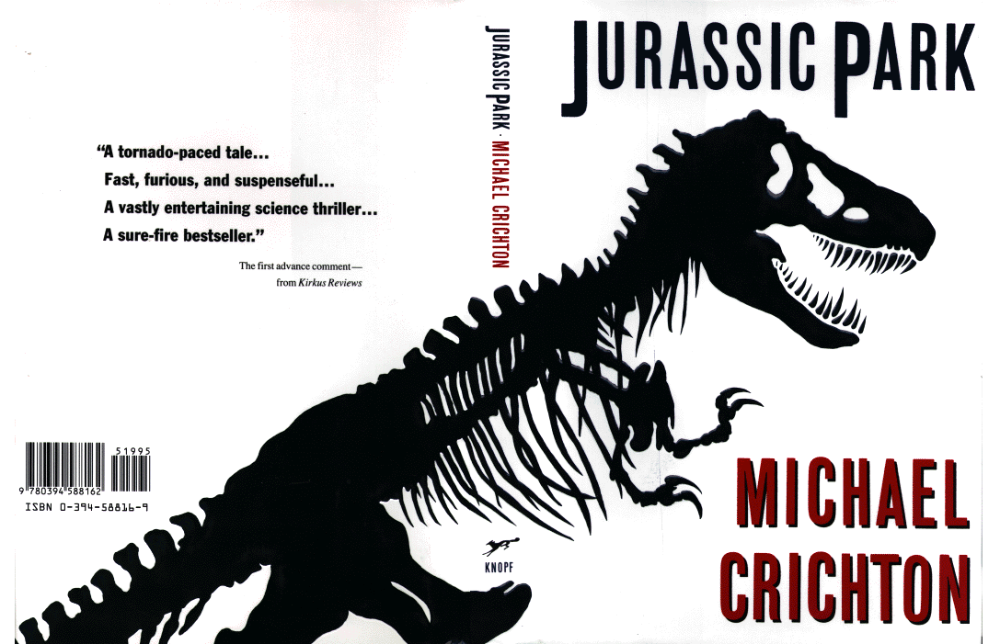 “A tornado-paced tale...
Fast, furious, and suspenseful...
A vastly entertaining science thriller...
A sure-fire bestseller.”
The first advance comment—
from Kirkus Reviews
51995
9 780394 588162
ISBN 0-394-58816-9
JURASSIC PARK · MICHAEL CRICHTON
KNOPF
JURASSIC PARK
MICHAEL
CRICHTON